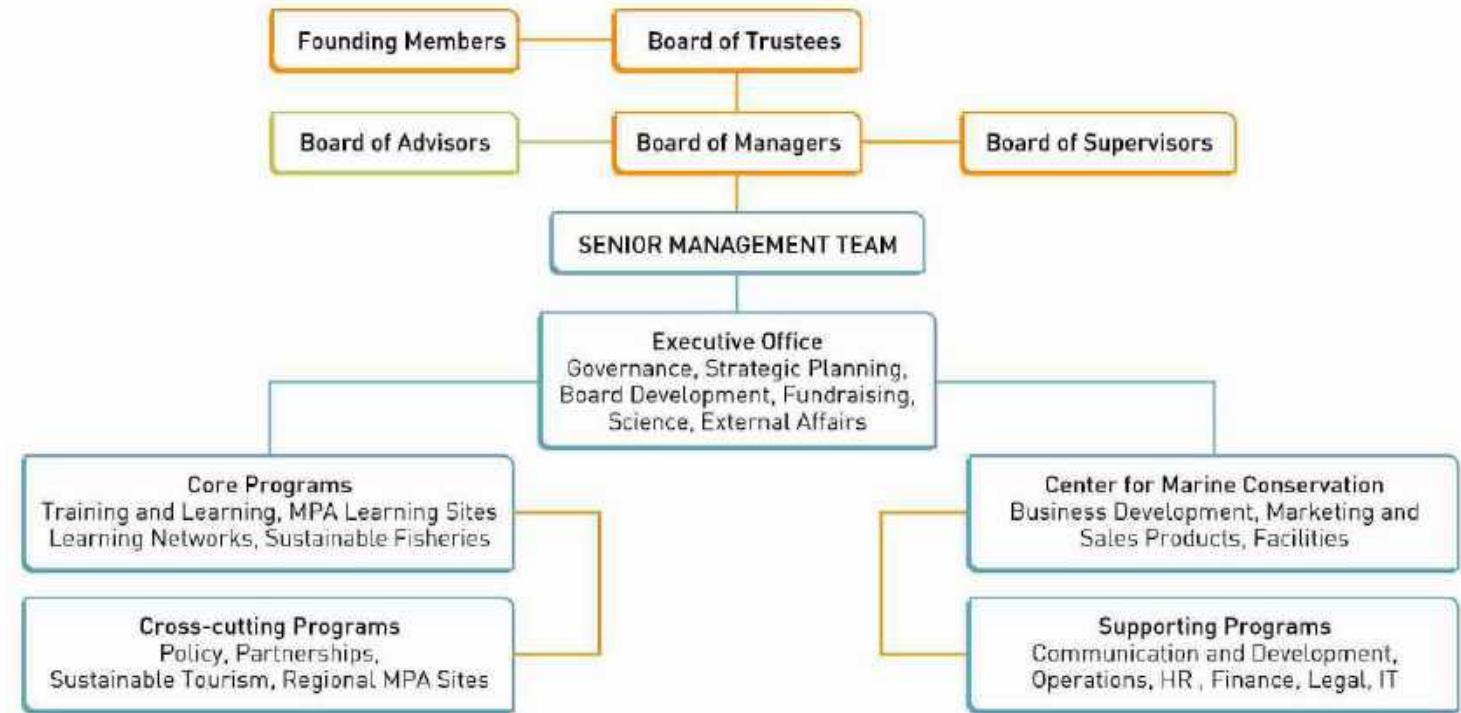 Founding Members
Board of Trustees
Board of Advisors
Board of Managers
Board of Supervisors
SENIOR MANAGEMENT TEAM
Executive Office
Governance, Strategic Planning,
Board Development, Fundraising,
Science, External Affairs
Core Programs
Training and Learning, MPA Learning Sites
Learning Networks, Sustainable Fisheries
Center for Marine Conservation
Business Development, Marketing and
Sales Products, Facilities
Cross-cutting Programs
Policy, Partnerships,
Sustainable Tourism, Regional MPA Sites
Supporting Programs
Communication and Development,
Operations, HR , Finance, Legal, IT